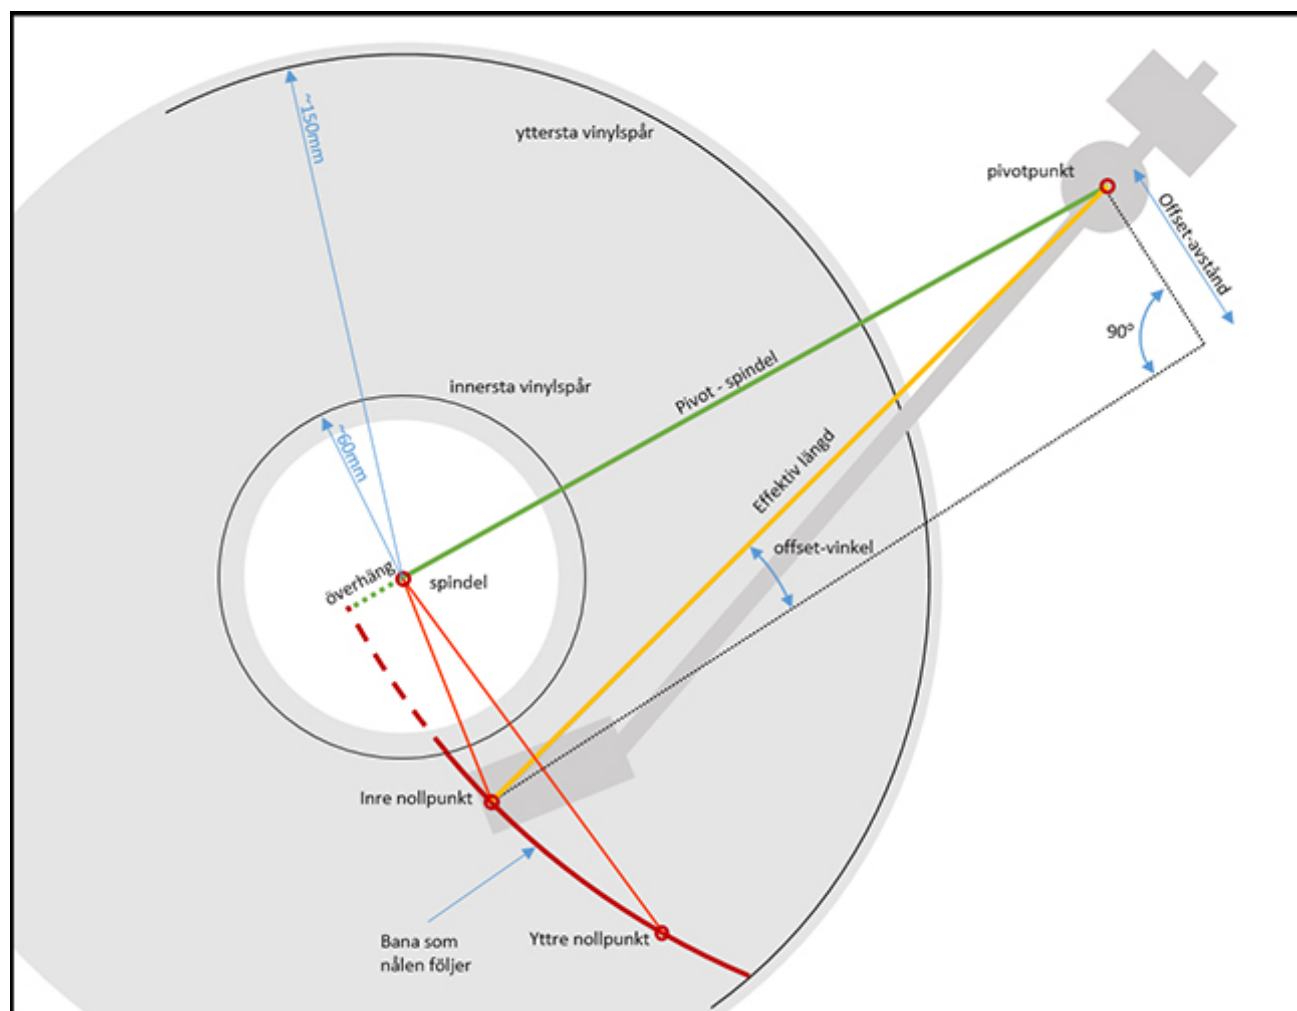 ~150mm
yttersta vinylspår
pivotpunkt
Offset-avstånd
90°
innersta vinylspår
Pivot - spindel
~60mm
Effektiv längd
offset-vinkel
överhäng
spindel
Inre nollpunkt
Yttre nollpunkt
Bana som
nålen följer